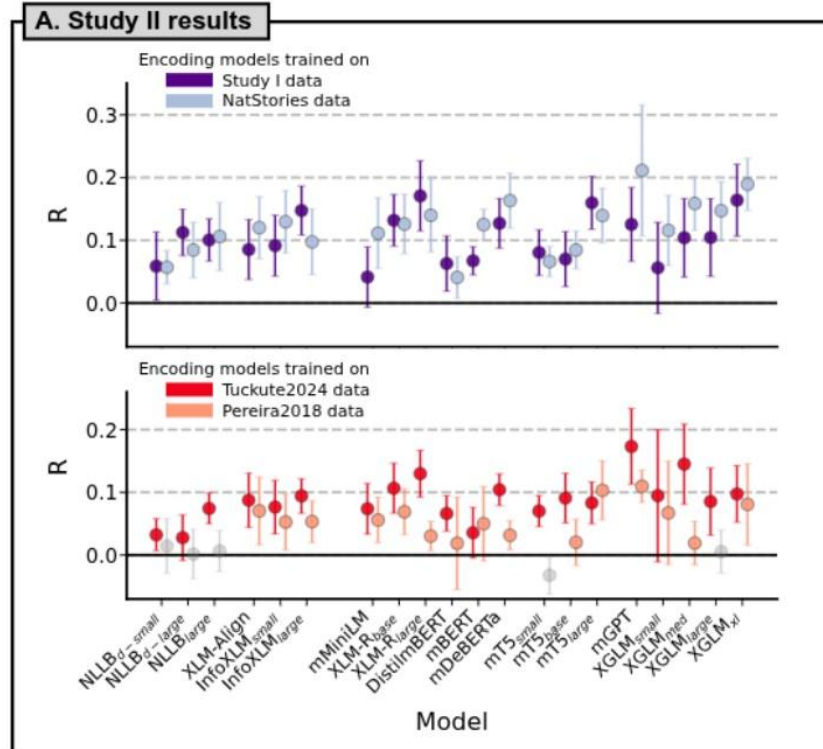 A. Study II results
Encoding models trained on
Study I data
NatStories data
0.3
0.2
0.1
0.0
R
Encoding models trained on
Tuckute2024 data
Pereira2018 data
0.2
0.1
0.0
R
NLLBd-small
NLLBd-large
NLLBlarge
XLM-Align
InfoXLMsmall
InfoXLMlarge
mMiniLM
XLM-Rbase
XLM-Rlarge
DistilmBERT
mBERT
mDeBERTa
mT5small
mT5base
mT5large
mGPT
XGLMsmall
XGLMmed
XGLMlarge
XGLMxl
Model